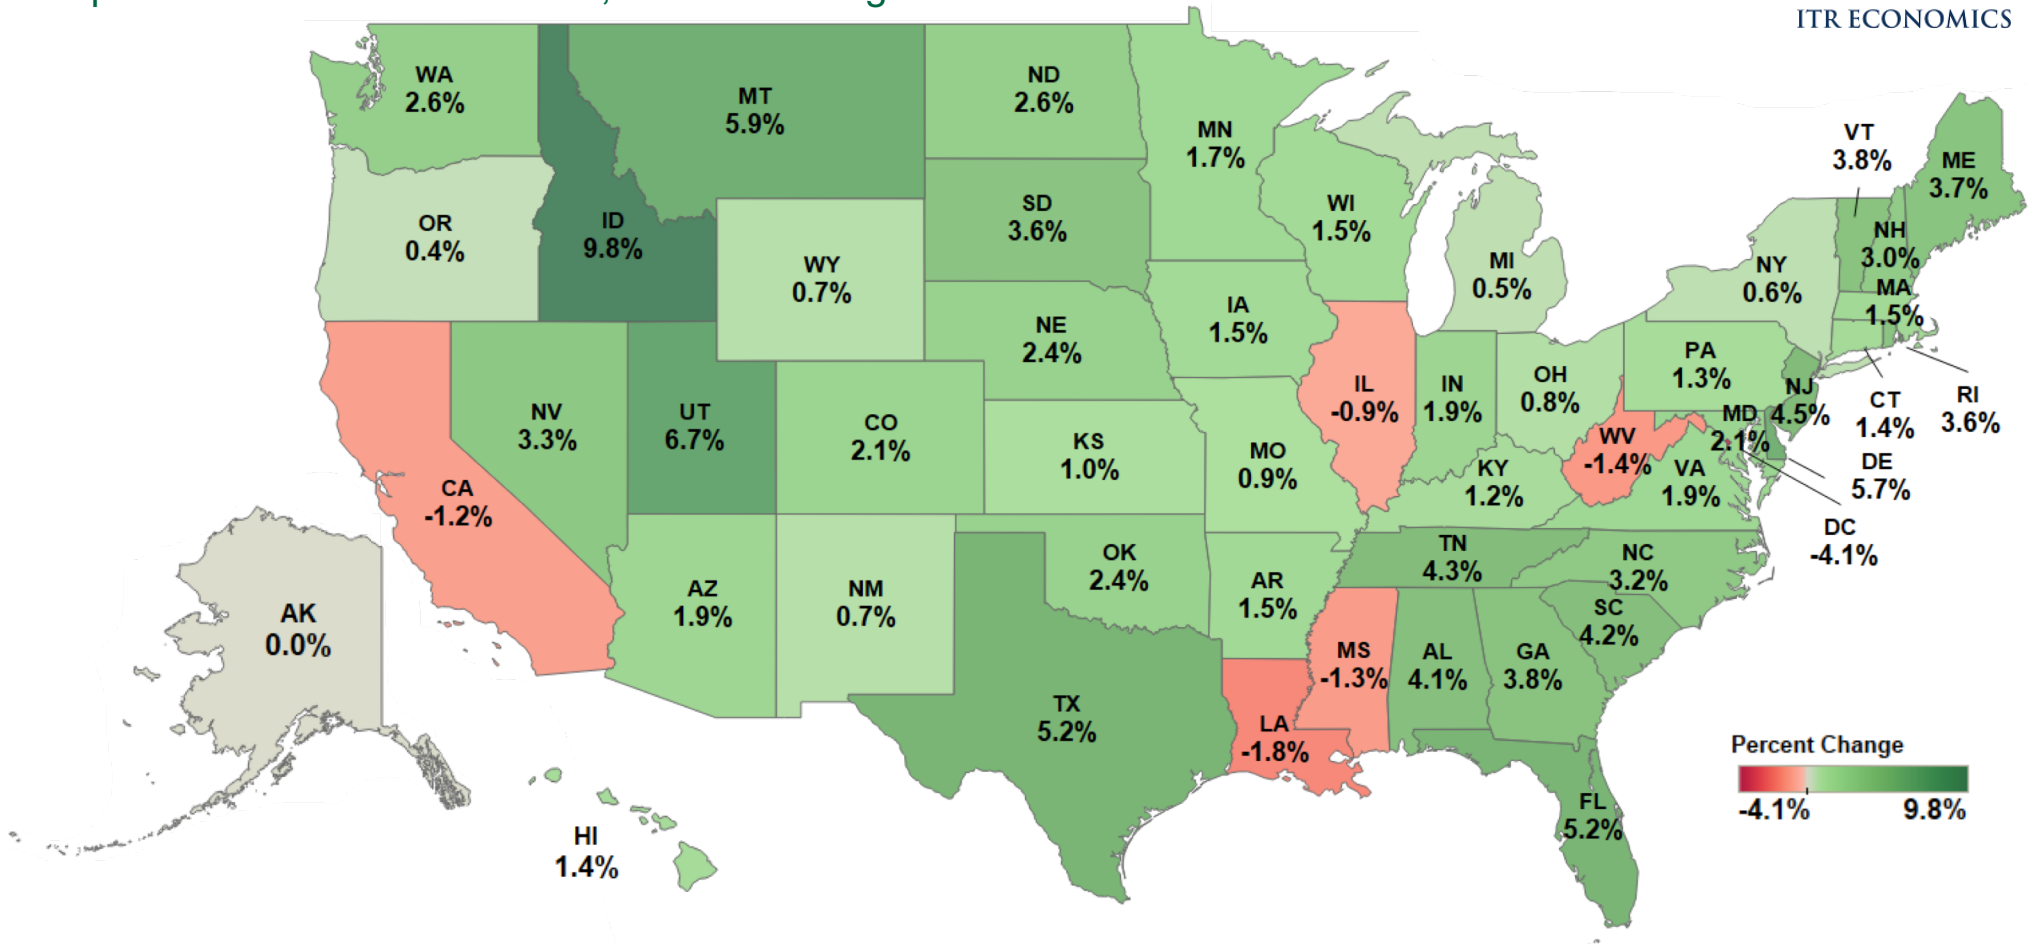 ITR ECONOMICS
WA
2.6%
MT
5.9%
ND
2.6%
MN
1.7%
VT
3.8%
ME
3.7%
OR
0.4%
ID
9.8%
WY
0.7%
SD
3.6%
WI
1.5%
MI
0.5%
NY
0.6%
NH
3.0%
MA
1.5%
NE
2.4%
IA
1.5%
IL
-0.9%
IN
1.9%
OH
0.8%
PA
1.3%
NJ
4.5%
CT
1.4%
RI
3.6%
NV
3.3%
UT
6.7%
CO
2.1%
KS
1.0%
MO
0.9%
KY
1.2%
WV
-1.4%
MD
2.1%
VA
1.9%
DE
5.7%
DC
-4.1%
CA
-1.2%
AZ
1.9%
NM
0.7%
OK
2.4%
AR
1.5%
TN
4.3%
NC
3.2%
SC
4.2%
AK
0.0%
TX
5.2%
LA
-1.8%
MS
-1.3%
AL
4.1%
GA
3.8%
FL
5.2%
HI
1.4%
Percent Change
-4.1% 9.8%